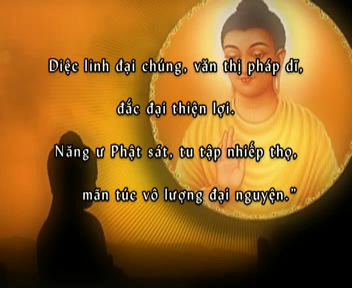 Diệc linh đại chúng, văn thị pháp dĩ,
đắc đại thiện lợi.
Năng ư Phật sát, tu tập nhiếp thọ,
mãn túc vô lượng đại nguyện.”